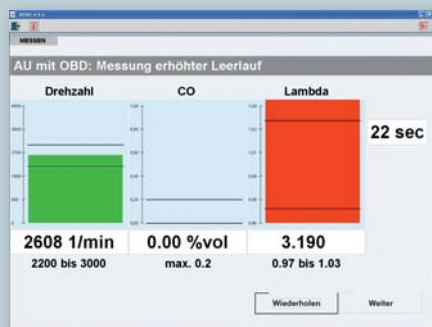 MESSEN
AU mit OBD: Messung erhöhter Leerlauf
Drehzahl CO Lambda
22 sec
2608 1/min 0.00 %vol 3.190
2200 bis 3000 max. 0.2 0.97 bis 1.03
Wiederholen Weiter